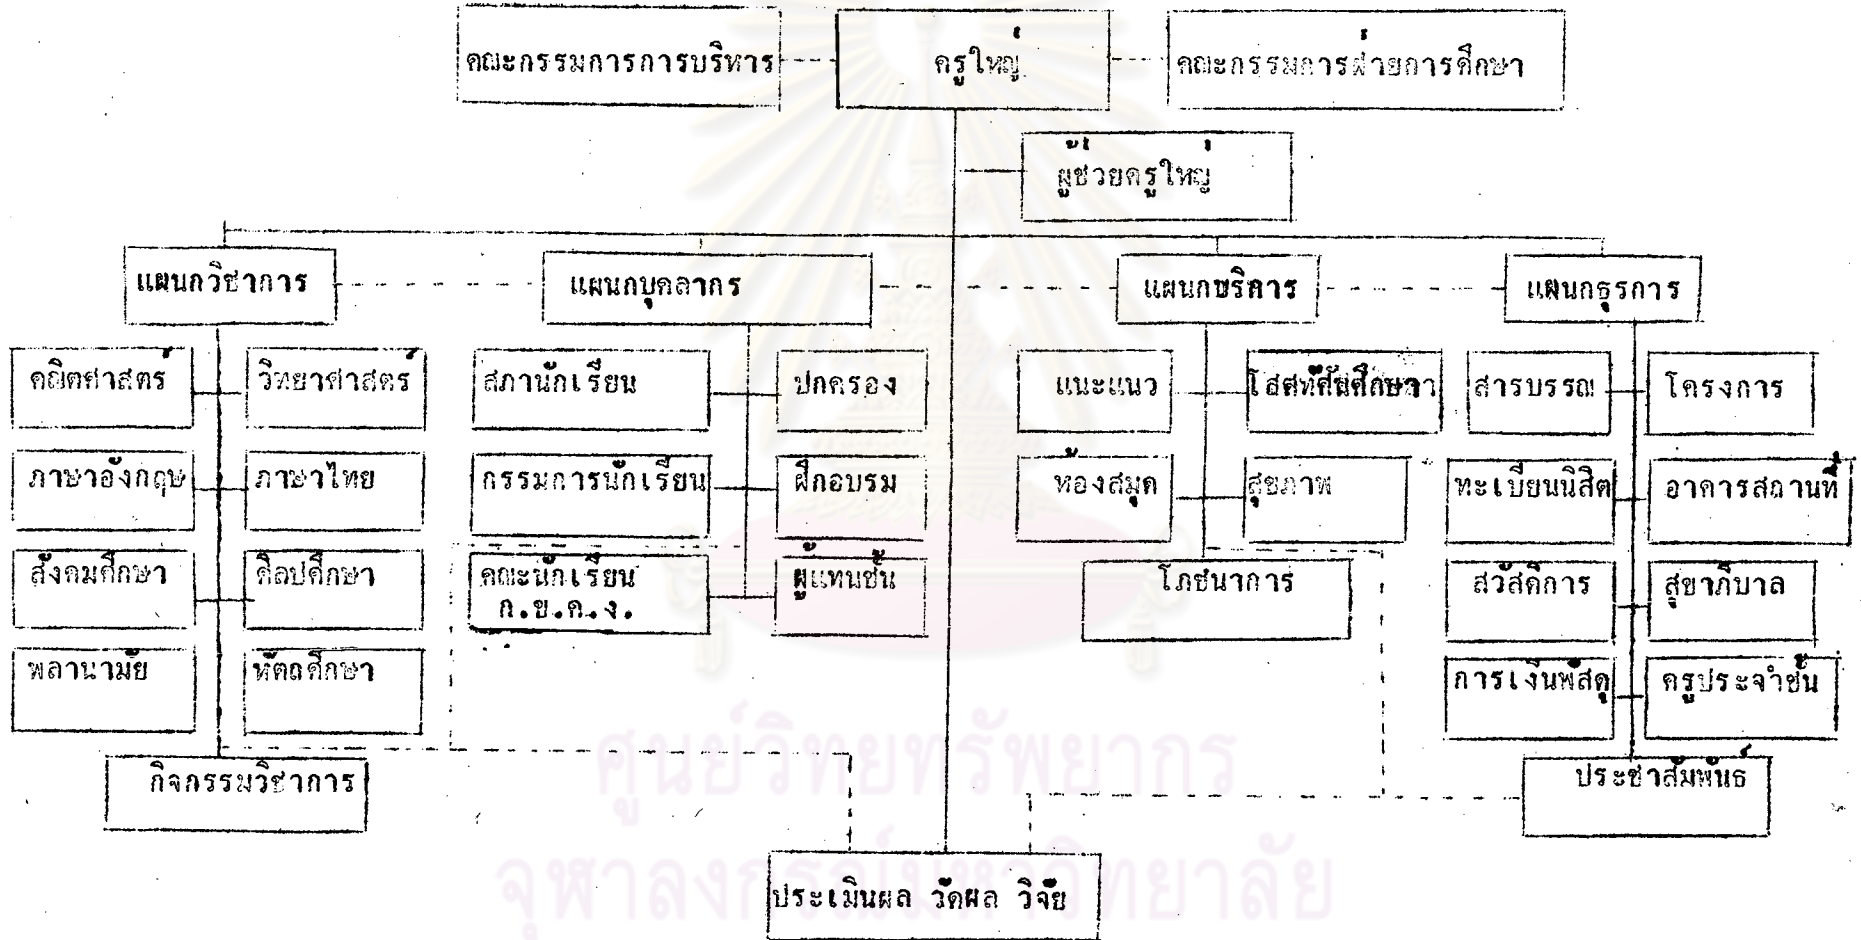 คณะกรรมการการบริหาร
ครูใหญ่
คณะกรรมการฝ่ายการศึกษา
ผู้ช่วยครูใหญ่
แผนกวิชาการ
แผนกบุคลากร
แผนกบริการ
แผนกธุรการ
คณิตศาสตร์
วิทยาศาสตร์
สภานักเรียน
ปกครอง
แนะแนว
โสตทัศนศึกษา
สารบรรณ
โครงการ
ภาษาอังกฤษ
ภาษาไทย
กรรมการนักเรียน
ฝึกอบรม
ห้องสมุด
สุขภาพ
ทะเบียนนิสิต
อาคารสถานที่
สังคมศึกษา
ศิลปศึกษา
คณะนักเรียน
ก.ข.ค.ง.
ผู้แทนชั้น
โภชนาการ
สวัสดิการ
สุขาภิบาล
พลานามัย
หัตถศึกษา
การเงินพัสดุ
ครูประจำชั้น
กิจกรรมวิชาการ
ประชาสัมพันธ์
ประเมินผล วัดผล วิจัย
ศูนย์วิทยทรัพยากร
จุฬาลงกรณ์มหาวิทยาลัย